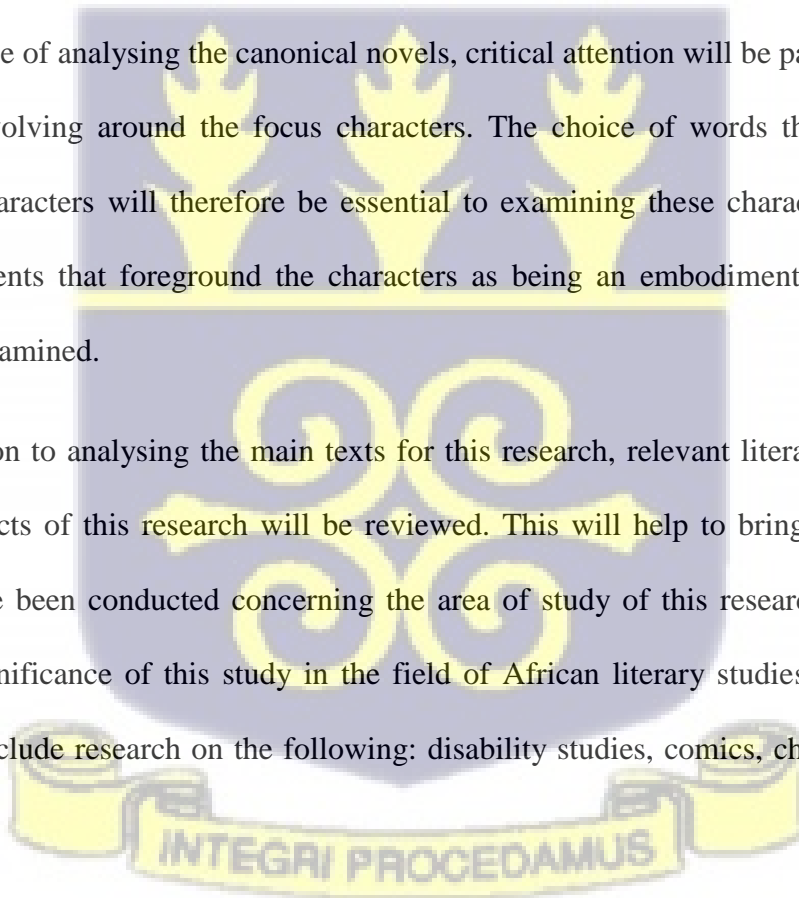 e of analysing the canonical novels, critical attention will be pa
volving around the focus characters. The choice of words th
aracters will therefore be essential to examining these charac
ents that foreground the characters as being an embodiment
amined.
on to analysing the main texts for this research, relevant litera
cts of this research will be reviewed. This will help to bring
e been conducted concerning the area of study of this researc
nificance of this study in the field of African literary studies
clude research on the following: disability studies, comics, ch
INTEGRI PROCEDAMUS